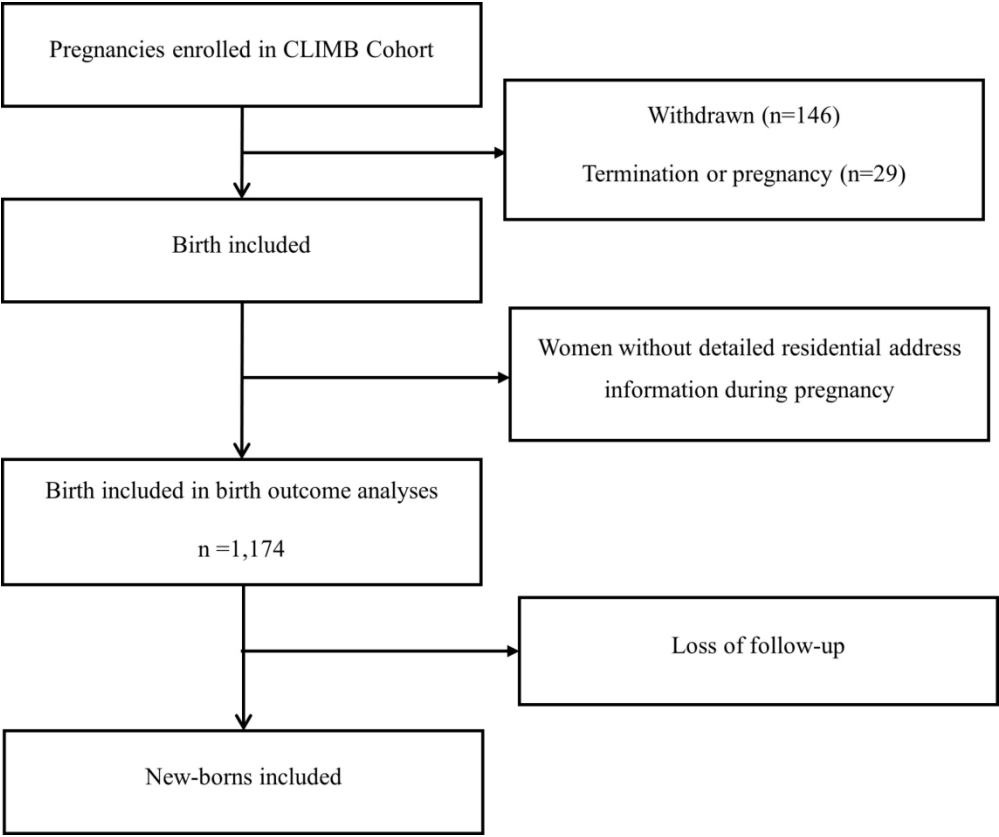 Pregnancies enrolled in CLIMB Cohort
Withdrawn (n=146)
Termination or pregnancy (n=29)
Birth included
Women without detailed residential address
information during pregnancy
Birth included in birth outcome analyses
n =1,174
Loss of follow-up
New-borns included